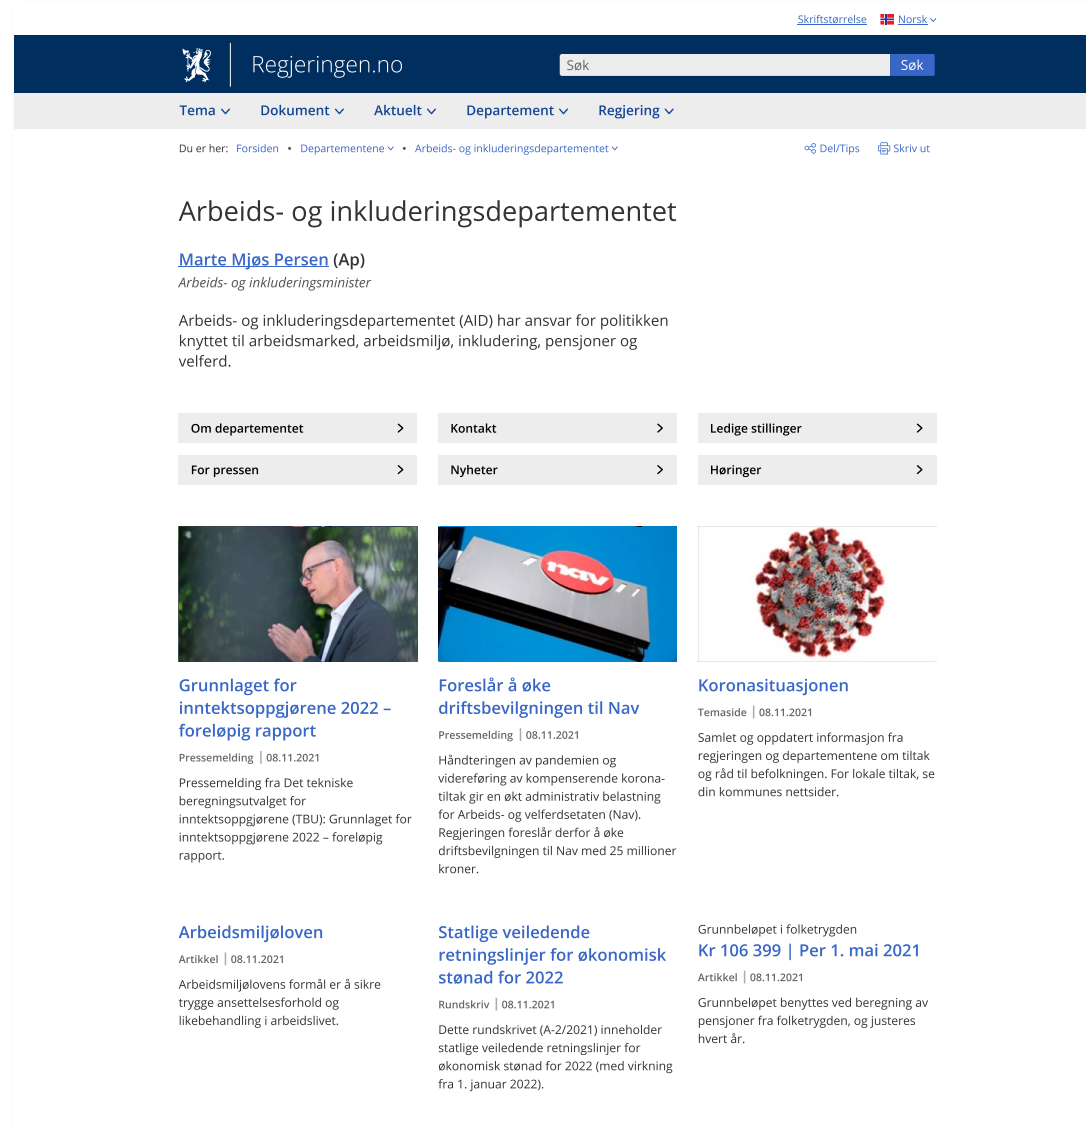 Skriftstørrelse Norsk
Regjeringen.no Søk Søk
Tema Dokument Aktuelt Departement Regjering
Du er her: Forsiden • Departementene • Arbeids- og inkluderingsdepartementet Del/Tips Skriv ut
Arbeids- og inkluderingsdepartementet
Marte Mjøs Persen (Ap)
Arbeids- og inkluderingsminister
Arbeids- og inkluderingsdepartementet (AID) har ansvar for politikken
knyttet til arbeidsmarked, arbeidsmiljø, inkludering, pensjoner og
velferd.
Om departementet Kontakt Ledige stillinger
For pressen Nyheter Høringer
Grunnlaget for
inntektsoppgjørene 2022 –
foreløpig rapport
Pressemelding | 08.11.2021
Pressemelding fra Det tekniske
beregningsutvalget for
inntektsoppgjørene (TBU): Grunnlaget for
inntektsoppgjørene 2022 – foreløpig
rapport.
nav
Foreslår å øke
driftsbevilgningen til Nav
Pressemelding | 08.11.2021
Håndteringen av pandemien og
videreføring av kompenserende korona-
tiltak gir en økt administrativ belastning
for Arbeids- og velferdsetaten (Nav).
Regjeringen foreslår derfor å øke
driftsbevilgningen til Nav med 25 millioner
kroner.
Koronasituasjonen
Temaside | 08.11.2021
Samlet og oppdatert informasjon fra
regjeringen og departementene om tiltak
og råd til befolkningen. For lokale tiltak, se
din kommunes nettsider.
Arbeidsmiljøloven
Artikkel | 08.11.2021
Arbeidsmiljølovens formål er å sikre
trygge ansettelsesforhold og
likebehandling i arbeidslivet.
Statlige veiledende
retningslinjer for økonomisk
stønad for 2022
Rundskriv | 08.11.2021
Dette rundskrivet (A-2/2021) inneholder
statlige veiledende retningslinjer for
økonomisk stønad for 2022 (med virkning
fra 1. januar 2022).
Grunnbeløpet i folketrygden
Kr 106 399 | Per 1. mai 2021
Artikkel | 08.11.2021
Grunnbeløpet benyttes ved beregning av
pensjoner fra folketrygden, og justeres
hvert år.